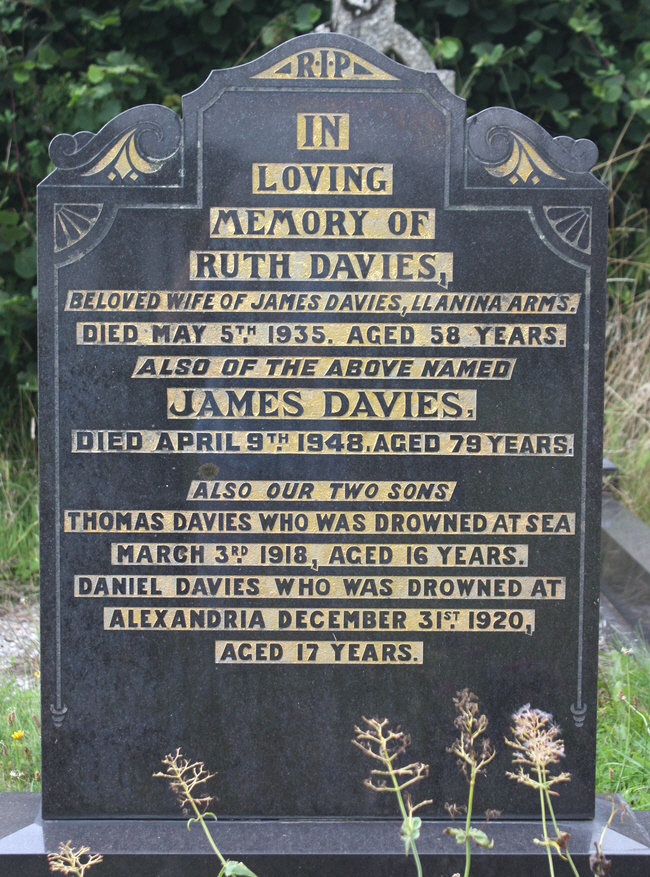 R·I·P
IN
LOVING
MEMORY OF
RUTH DAVIES,
BELOVED WIFE OF JAMES DAVIES, LLANINA ARMS.
DIED MAY 5TH. 1935. AGED 58 YEARS.
ALSO OF THE ABOVE NAMED
JAMES DAVIES,
DIED APRIL 9TH. 1948, AGED 79 YEARS.
ALSO OUR TWO SONS
THOMAS DAVIES WHO WAS DROWNED AT SEA
MARCH 3RD. 1918, AGED 16 YEARS.
DANIEL DAVIES WHO WAS DROWNED AT
ALEXANDRIA DECEMBER 31ST. 1920,
AGED 17 YEARS.